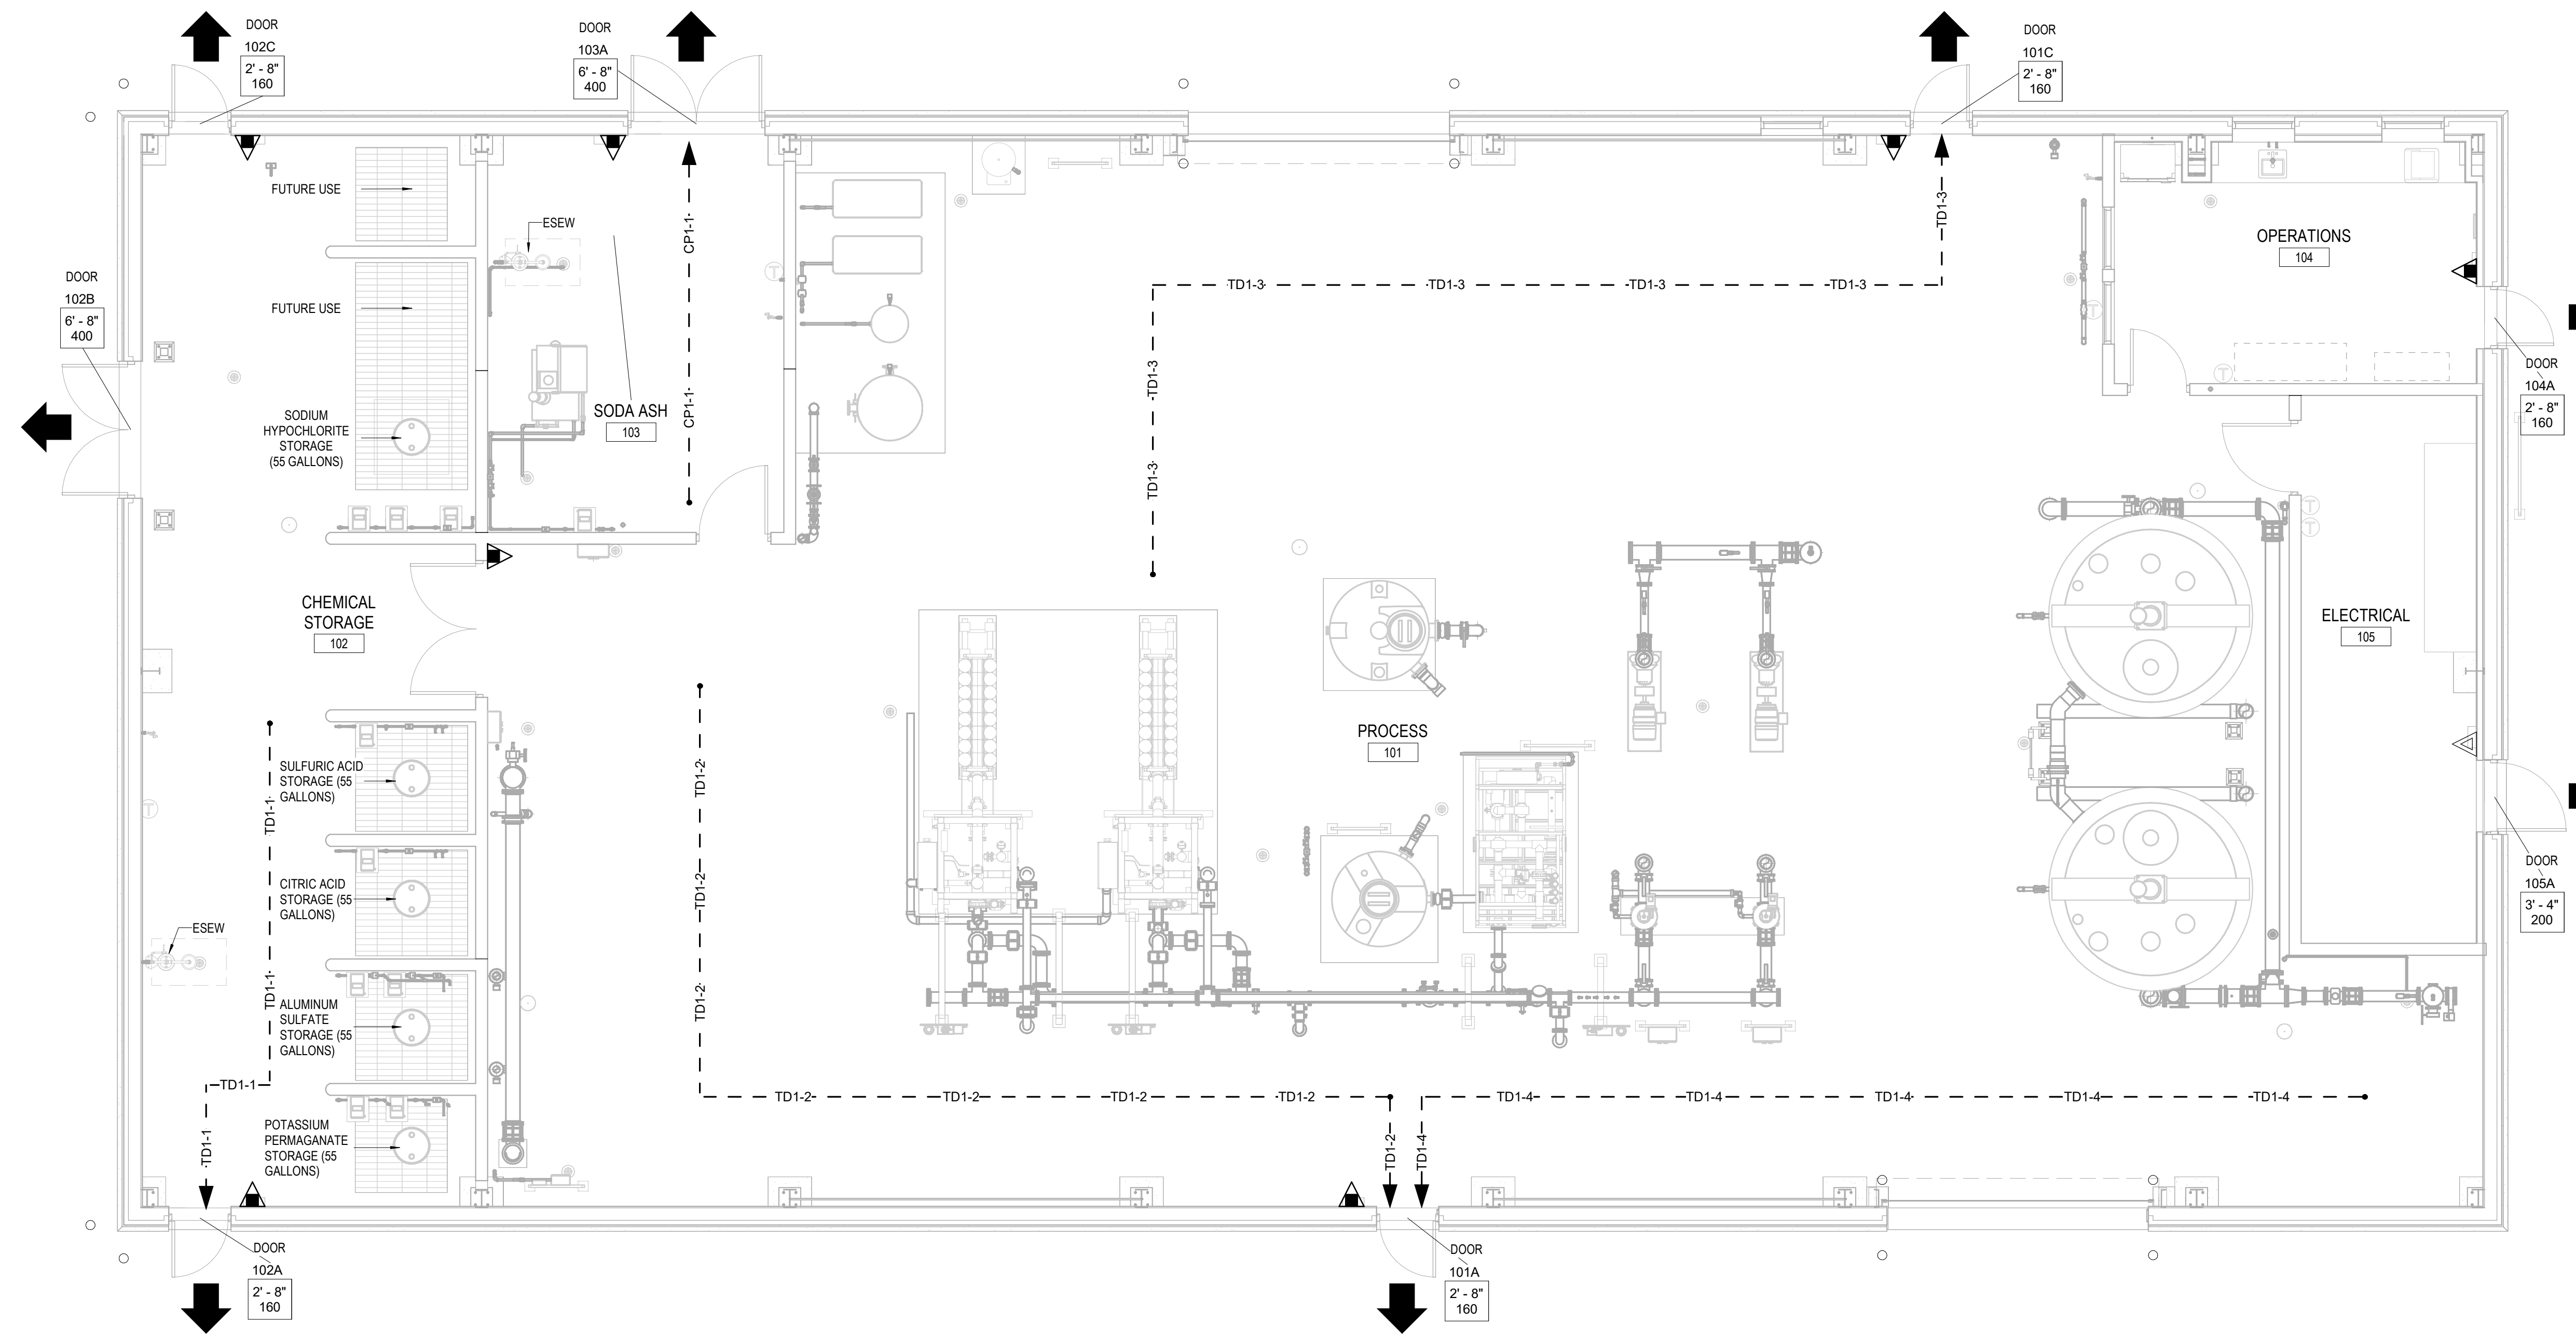 DOOR
102C
2' - 8"
160
DOOR
103A
6' - 8"
400
DOOR
101C
2' - 8"
160
FUTURE USE
ESEW
CP1-1
TD1-3
OPERATIONS
104
DOOR
102B
6' - 8"
400
FUTURE USE
TD1-3
TD1-3
TD1-3
TD1-3
T
T
T
T
DOOR
104A
2' - 8"
160
SODIUM
HYPOCHLORITE
STORAGE
(55 GALLONS)
SODA ASH
103
CP1-1
TD1-3
TD1-3
T
T
CHEMICAL
STORAGE
102
ELECTRICAL
105
PROCESS
101
SULFURIC ACID
STORAGE (55
GALLONS)
TD1-1
T
TD1-2
CITRIC ACID
STORAGE (55
GALLONS)
TD1-2
DOOR
105A
3' - 4"
200
ESEW
TD1-1
ALUMINUM
SULFATE
STORAGE (55
GALLONS)
TD1-2
TD1-1
TD1-2
TD1-2
TD1-2
TD1-2
TD1-4
TD1-4
TD1-4
TD1-4
TD1-4
POTASSIUM
PERMAGANATE
STORAGE (55
GALLONS)
TD1-1
TD1-2
TD1-4
DOOR
102A
2' - 8"
160
DOOR
101A
2' - 8"
160